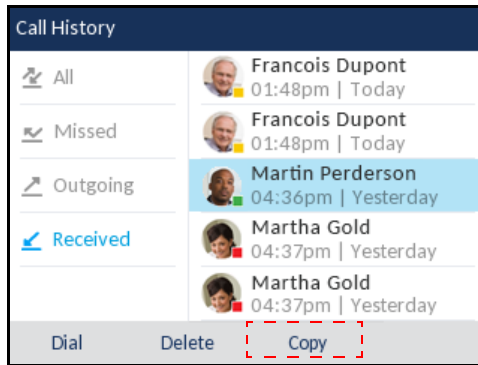 Call History
All
Missed
Outgoing
Received
Francois Dupont
01:48pm | Today
Francois Dupont
01:48pm | Today
Martin Perderson
04:36pm | Yesterday
Martha Gold
04:37pm | Yesterday
Martha Gold
04:37pm | Yesterday
Dial Delete Copy